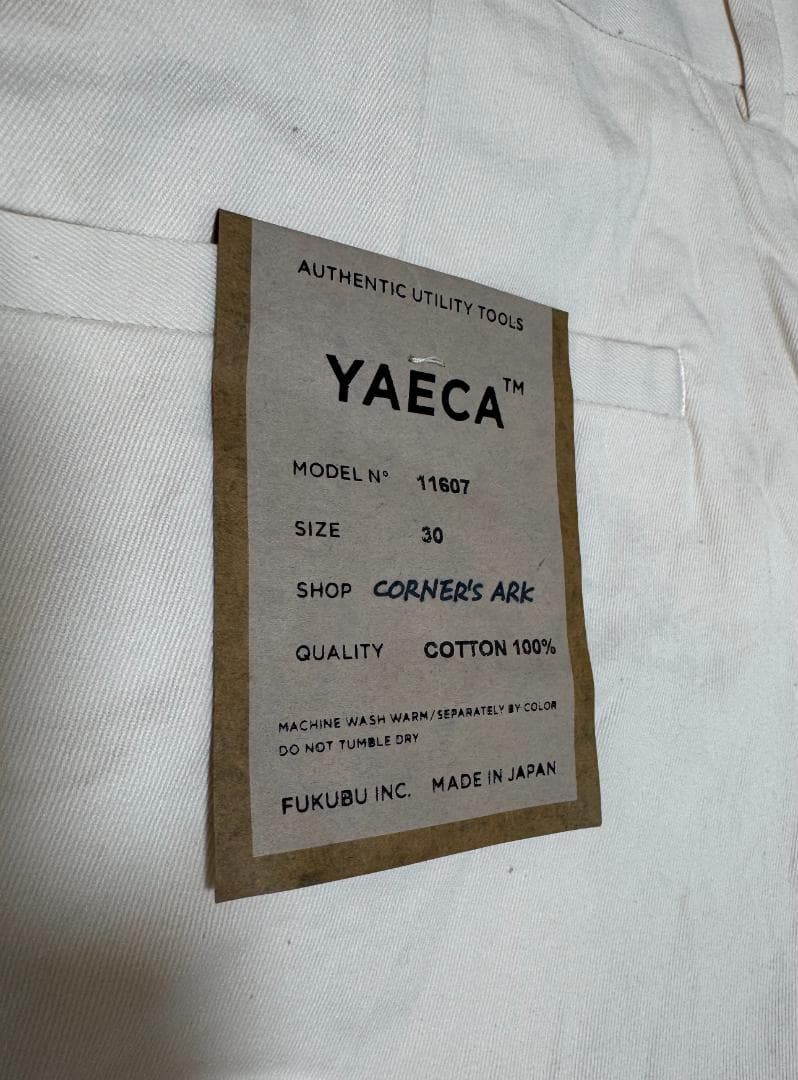 AUTHENTIC UTILITY TOOLS
YAECA™
MODEL Nº 11607
SIZE 30
SHOP CORNER'S ARK
QUALITY COTTON 100%
MACHINE WASH WARM/SEPARATELY BY COLOR
DO NOT TUMBLE DRY
FUKUBU INC. MADE IN JAPAN